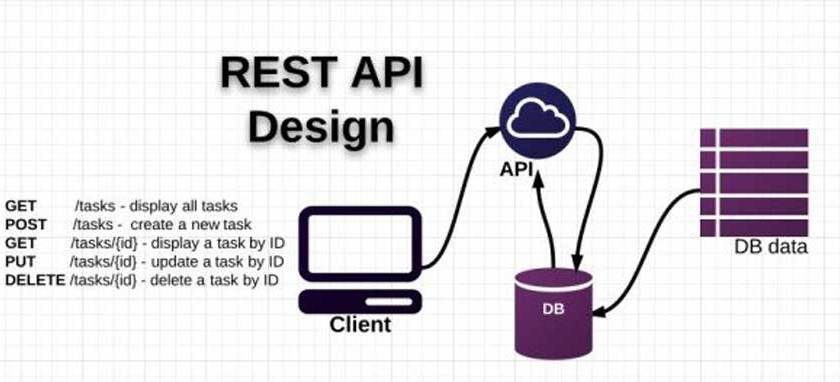 REST API
Design
GET /tasks - display all tasks
POST /tasks - create a new task
GET /tasks/{id} - display a task by ID
PUT /tasks/{id} - update a task by ID
DELETE /tasks/{id} - delete a task by ID
Client
API
DB
DB data